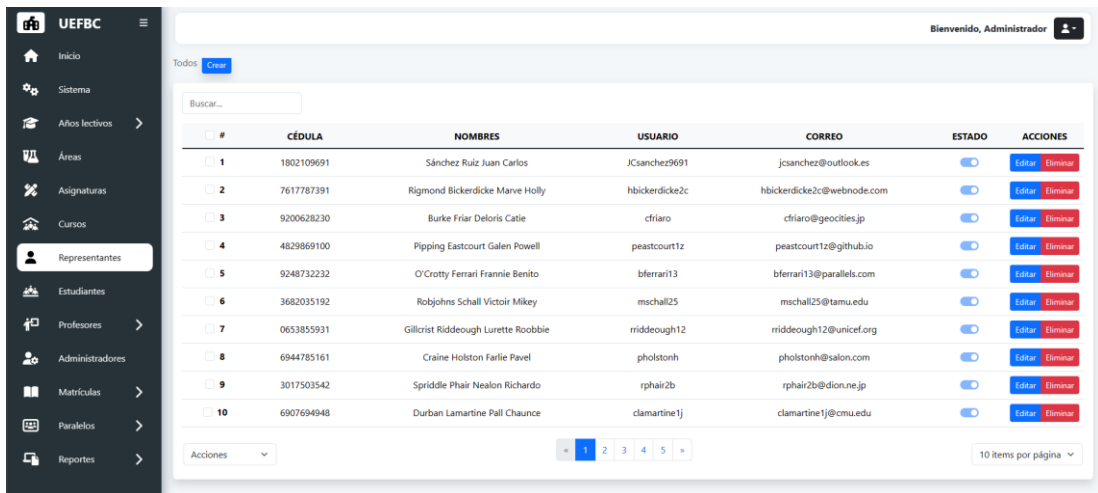 UEFBC
Bienvenido, Administrador
Inicio
Sistema
Años lectivos
Áreas
Asignaturas
Cursos
Representantes
Estudiantes
Profesores
Administradores
Matrículas
Paralelos
Reportes
Todos Crear
Buscar...
# CÉDULA NOMBRES USUARIO CORREO ESTADO ACCIONES
1 1802109691 Sánchez Ruiz Juan Carlos JCsanchez9691 jcsanchez@outlook.es Editar Eliminar
2 7617787391 Rigmond Bickerdicke Marve Holly hbickerdicke2c hbickerdicke2c@webnode.com Editar Eliminar
3 9200628230 Burke Friar Deloris Catie cfriaro cfriaro@geocities.jp Editar Eliminar
4 4829869100 Pipping Eastcourt Galen Powell peastcourt1z peastcourt1z@github.io Editar Eliminar
5 9248732232 O'Crotty Ferrari Frannie Benito bferrari13 bferrari13@parallels.com Editar Eliminar
6 3682035192 Robjohns Schall Victoir Mikey mschall25 mschall25@tamu.edu Editar Eliminar
7 0653855931 Gillcrist Riddeough Lurette Roobbie rriddeough12 rriddeough12@unicef.org Editar Eliminar
8 6944785161 Craine Holston Farlie Pavel pholstonh pholstonh@salon.com Editar Eliminar
9 3017503542 Spriddle Phair Nealon Richardo rphair2b rphair2b@dion.ne.jp Editar Eliminar
10 6907694948 Durban Lamartine Pall Chaunce clamartine1j clamartine1j@cmu.edu Editar Eliminar
Acciones « 1 2 3 4 5 » 10 items por página